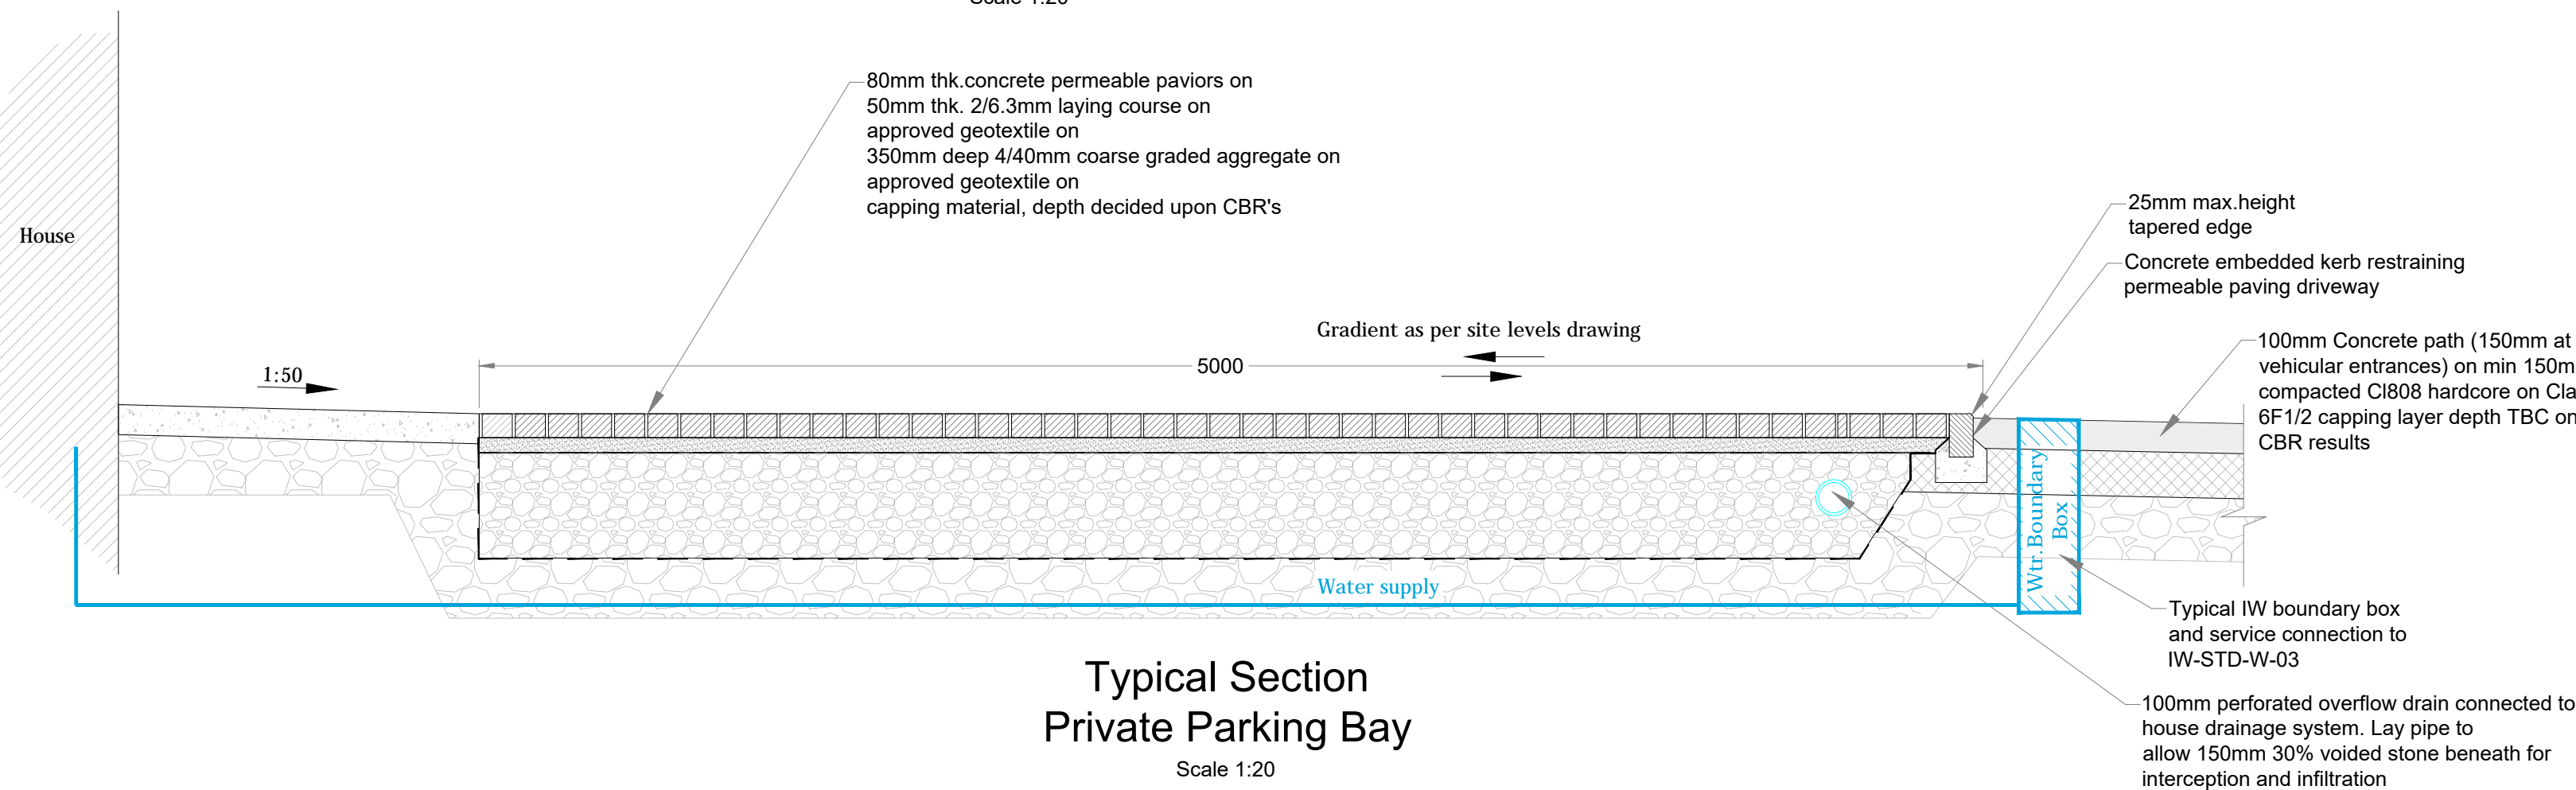 Scale 1:20
80mm thk.concrete permeable paviors on
50mm thk. 2/6.3mm laying course on
approved geotextile on
350mm deep 4/40mm coarse graded aggregate on
approved geotextile on
capping material, depth decided upon CBR's
House
25mm max.height
tapered edge
Concrete embedded kerb restraining
permeable paving driveway
Gradient as per site levels drawing
100mm Concrete path (150mm at
vehicular entrances) on min 150m
compacted Cl808 hardcore on Cla
6F1/2 capping layer depth TBC on
CBR results
1:50
5000
Wtr.Boundary
Box
Water supply
Typical IW boundary box
and service connection to
IW-STD-W-03
Typical Section
Private Parking Bay
Scale 1:20
100mm perforated overflow drain connected to
house drainage system. Lay pipe to
allow 150mm 30% voided stone beneath for
interception and infiltration